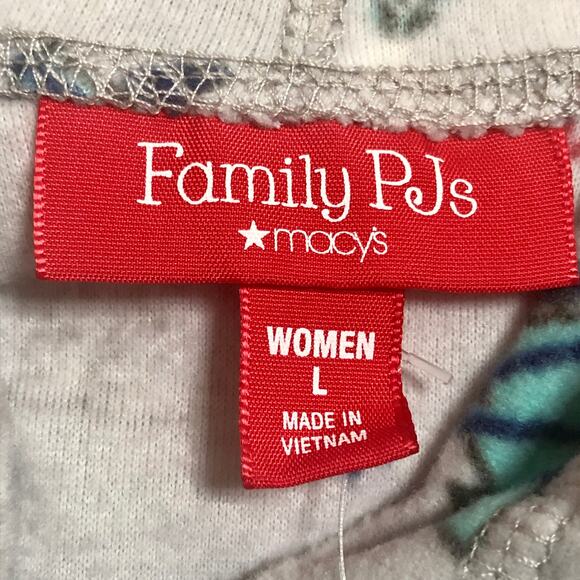 Family PJs
★macy's
WOMEN
L
MADE IN
VIETNAM